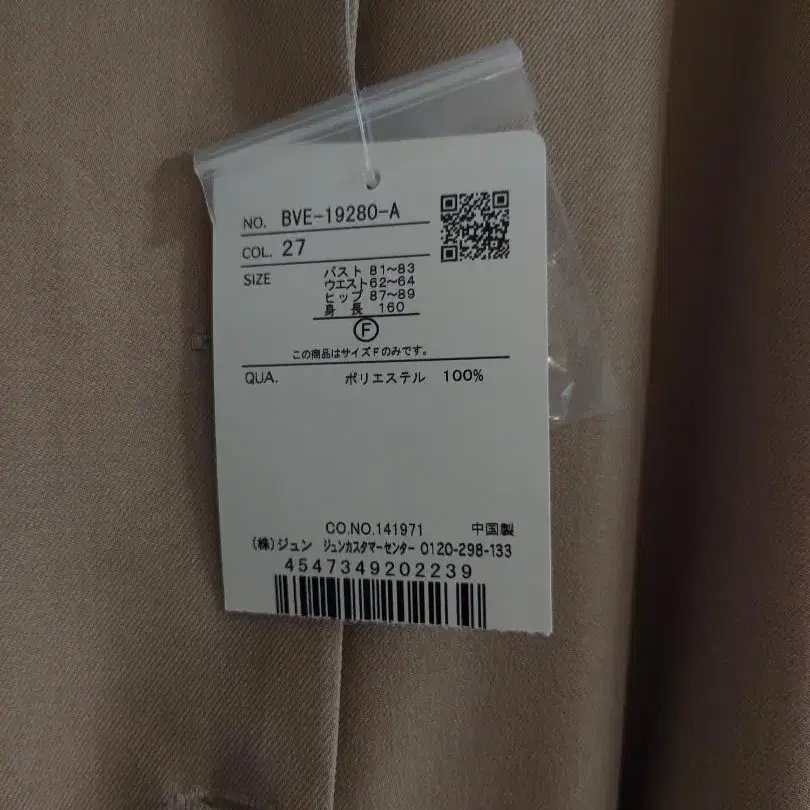 NO. BVE-19280-A
COL. 27
SIZE
バスト 81~83
ウエスト 62~64
ヒップ 87~89
身長 160
Ⓕ
この商品はサイズFのみです。
QUA. ポリエステル 100%
CO.NO.141971 中国製
(株)ジュン ジュンカスタマーセンター 0120-298-133
4547349202239